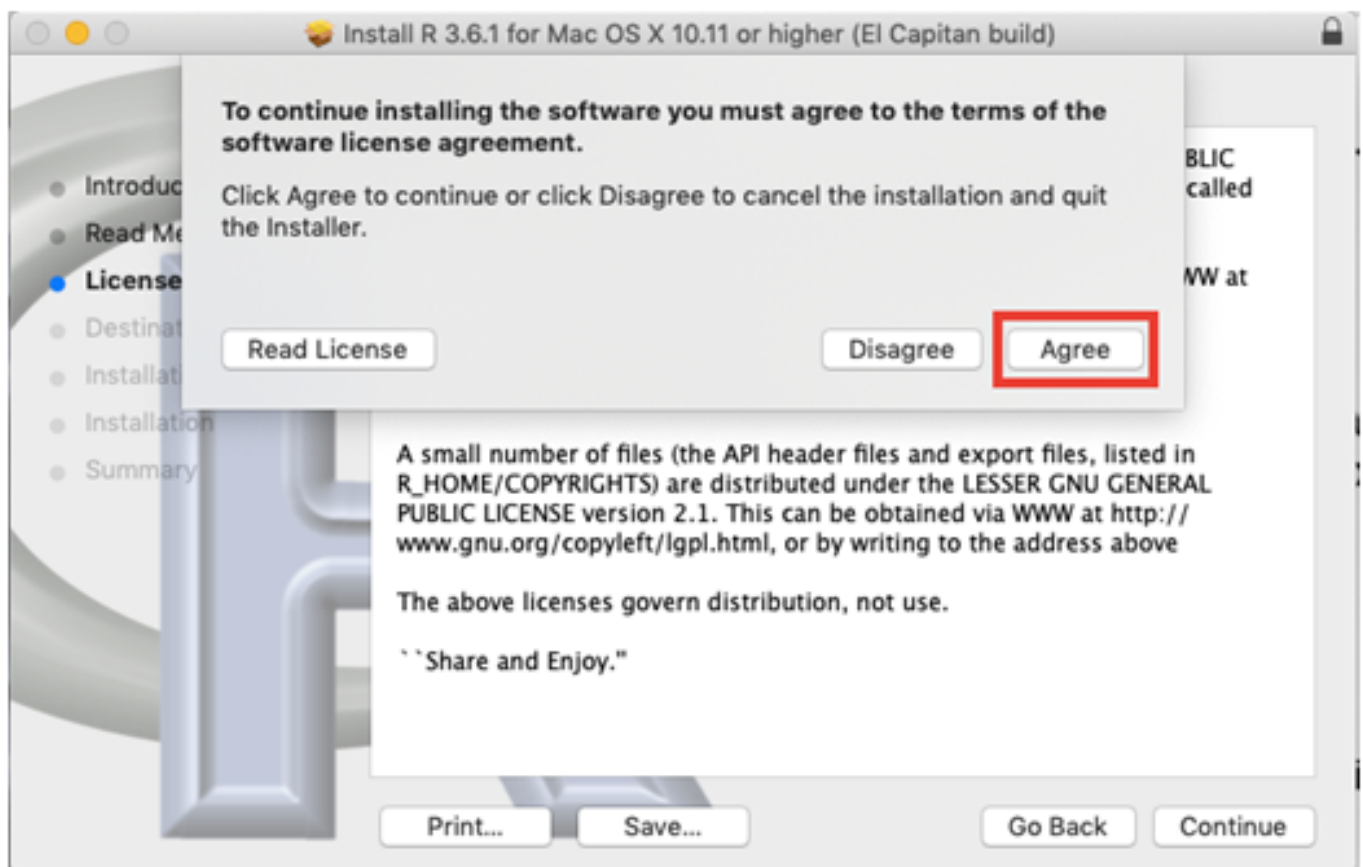 Install R 3.6.1 for Mac OS X 10.11 or higher (El Capitan build)
To continue installing the software you must agree to the terms of the
software license agreement.
Click Agree to continue or click Disagree to cancel the installation and quit
the Installer.
Read License
Disagree
Agree
Introduc
Read Me
License
Destinat
Installati
Installation
Summary
BLIC
called
WW at
A small number of files (the API header files and export files, listed in
R_HOME/COPYRIGHTS) are distributed under the LESSER GNU GENERAL
PUBLIC LICENSE version 2.1. This can be obtained via WWW at http://
www.gnu.org/copyleft/lgpl.html, or by writing to the address above
The above licenses govern distribution, not use.
``Share and Enjoy."
Print...
Save...
Go Back
Continue